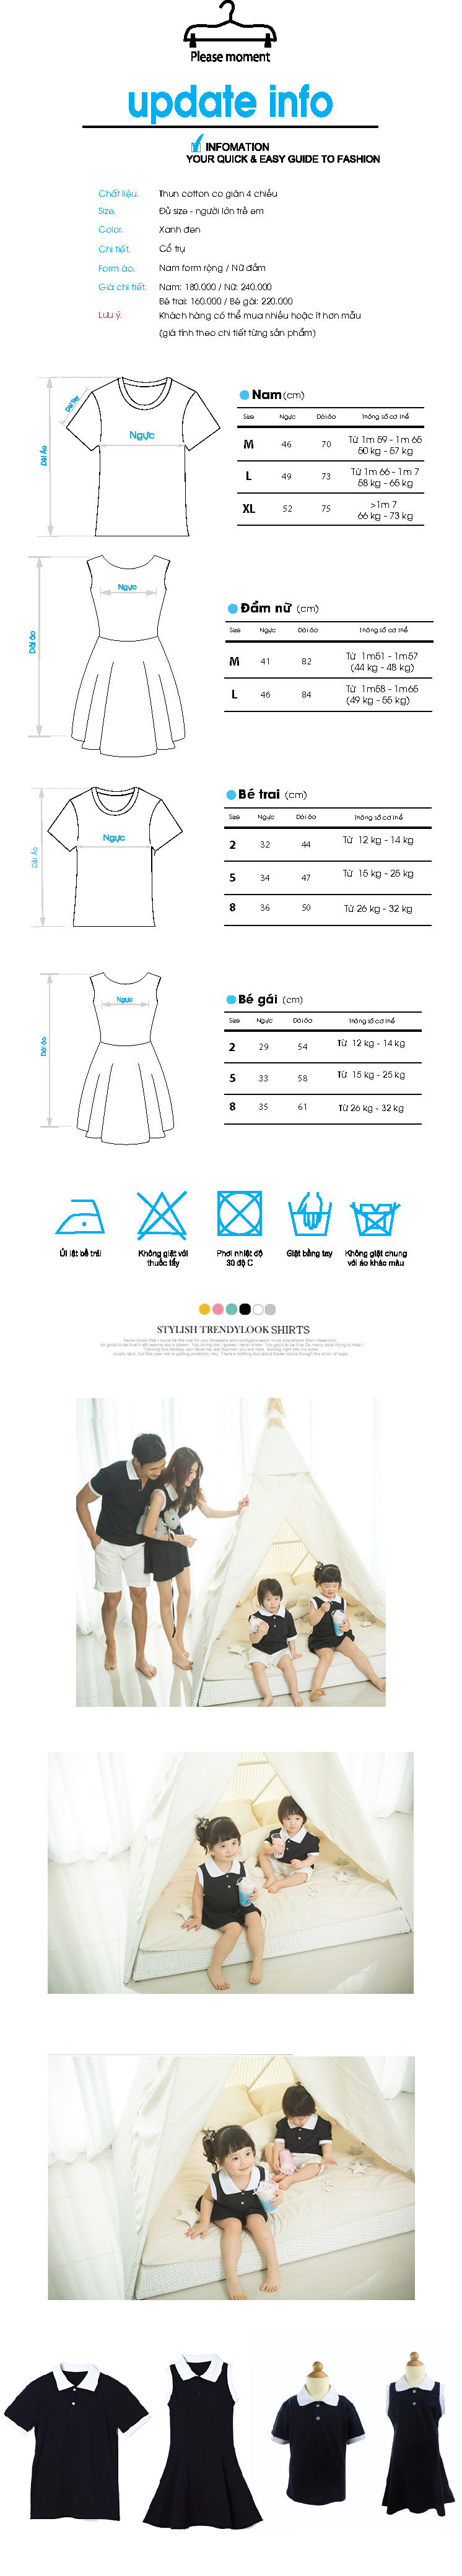 Please moment
update info
INFOMATION
YOUR QUICK & EASY GUIDE TO FASHION
Chất liệu. Thun cotton co giãn 4 chiều
Size. Đủ size - người lớn trẻ em
Color. Xanh đen
Chi tiết. Cổ trụ
Form áo. Nam form rộng / Nữ đầm
Giá chi tiết. Nam: 180.000 / Nữ: 240.000
Bé trai: 160.000 / Bé gái: 220.000
Lưu ý. Khách hàng có thể mua nhiều hoặc ít hơn mẫu
(giá tính theo chi tiết từng sản phẩm)
Dài Tay
Ngực
Dài Áo
Nam (cm)
Size Ngực Dài áo thông số cơ thể
M 46 70 Từ 1m 59 - 1m 65
50 kg - 57 kg
L 49 73 Từ 1m 66 - 1m 7
58 kg - 65 kg
XL 52 75 >1m 7
66 kg - 73 kg
Ngực
Dài áo
Đầm nữ (cm)
Size Ngực Dài áo thông số cơ thể
M 41 82 Từ 1m51 - 1m57
(44 kg - 48 kg)
L 46 84 Từ 1m58 - 1m65
(49 kg - 55 kg)
Ngực
Bé trai (cm)
Size Ngực Dài áo thông số cơ thể
2 32 44 Từ 12 kg - 14 kg
5 34 47 Từ 15 kg - 25 kg
8 36 50 Từ 26 kg - 32 kg
Ngực
Dài áo
Bé gái (cm)
Size Ngực Dài áo thông số cơ thể
2 29 54 Từ 12 kg - 14 kg
5 33 58 Từ 15 kg - 25 kg
8 35 61 Từ 26 kg - 32 kg
Ủi lật bề trái
Không giặt với
thuốc tẩy
Phơi nhiệt độ
30 độ C
Giặt bằng tay
Không giặt chung
với áo khác màu
STYLISH TRENDYLOOK SHIRTS